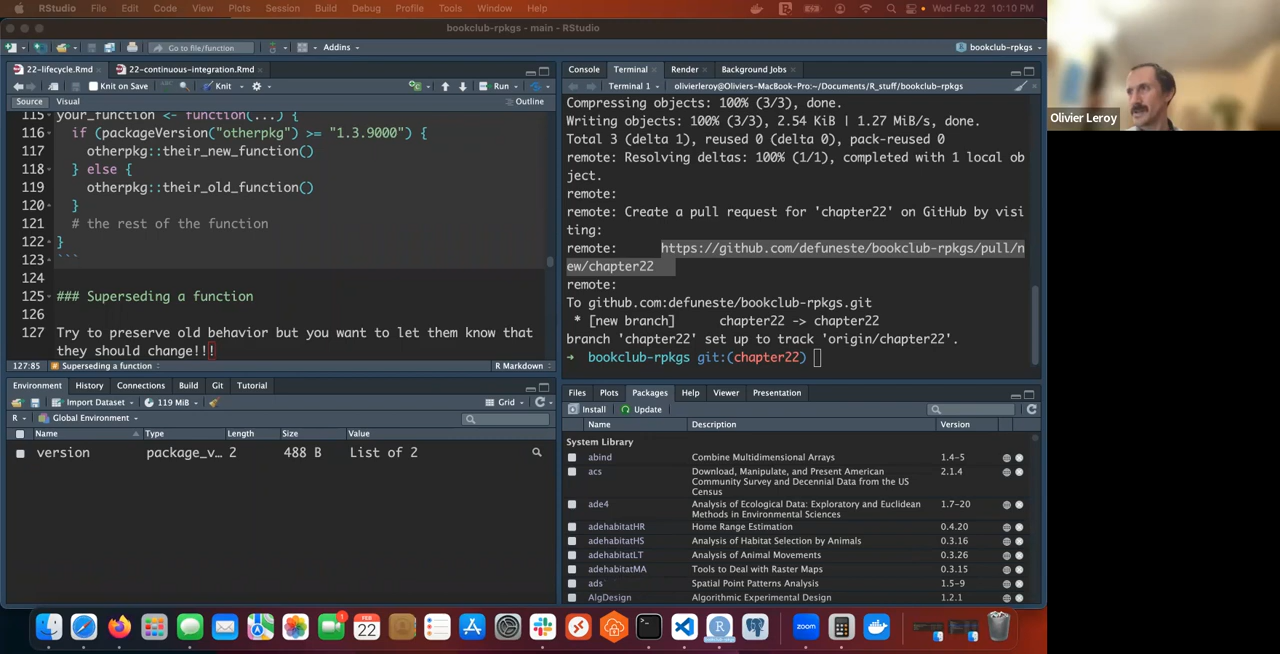 RStudio File Edit Code View Plots Session Build Debug Profile Tools Window Help Wed Feb 22 10:10 PM
bookclub-rpkgs - main - RStudio
Go to file/function Addins bookclub-rpkgs
22-lifecycle.Rmd 22-continuous-integration.Rmd
Knit on Save Knit Run
Source Visual Outline
115 your_function <- function(...) {
116 if (packageVersion("otherpkg") >= "1.3.9000") {
117 otherpkg::their_new_function()
118 } else {
119 otherpkg::their_old_function()
120 }
121 # the rest of the function
122 }
123 ```
124
125 ### Superseding a function
126
127 Try to preserve old behavior but you want to let them know that
they should change!!!
127:85 Superseding a function R Markdown
Console Terminal Render Background Jobs
Terminal 1 olivierleroy@Oliviers-MacBook-Pro:~/Documents/R_stuff/bookclub-rpkgs
Compressing objects: 100% (3/3), done.
Writing objects: 100% (3/3), 2.54 KiB | 1.27 MiB/s, done.
Total 3 (delta 1), reused 0 (delta 0), pack-reused 0
remote: Resolving deltas: 100% (1/1), completed with 1 local ob
ject.
remote:
remote: Create a pull request for 'chapter22' on GitHub by visi
ting:
remote: https://github.com/defuneste/bookclub-rpkgs/pull/n
ew/chapter22
remote:
To github.com:defuneste/bookclub-rpkgs.git
* [new branch] chapter22 -> chapter22
branch 'chapter22' set up to track 'origin/chapter22'.
➜ bookclub-rpkgs git:(chapter22)
Environment History Connections Build Git Tutorial
Import Dataset 119 MiB Grid
R Global Environment
Name Type Length Size Value
version package_v… 2 488 B List of 2
Files Plots Packages Help Viewer Presentation
Install Update
Name Description Version
System Library
abind Combine Multidimensional Arrays 1.4-5
acs Download, Manipulate, and Present American 2.1.4
Community Survey and Decennial Data from the US
Census
ade4 Analysis of Ecological Data: Exploratory and Euclidean 1.7-20
Methods in Environmental Sciences
adehabitatHR Home Range Estimation 0.4.20
adehabitatHS Analysis of Habitat Selection by Animals 0.3.16
adehabitatLT Analysis of Animal Movements 0.3.26
adehabitatMA Tools to Deal with Raster Maps 0.3.15
ads Spatial Point Patterns Analysis 1.5-9
AlgDesign Algorithmic Experimental Design 1.2.1
Olivier Leroy
FEB
22
1
zoom